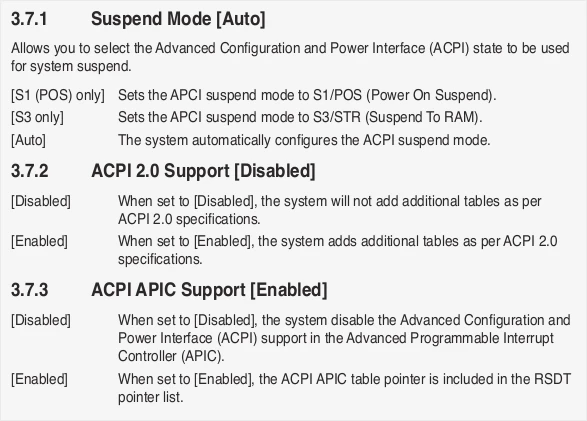 3.7.1 Suspend Mode [Auto]
Allows you to select the Advanced Configuration and Power Interface (ACPI) state to be used
for system suspend.
[S1 (POS) only] Sets the APCI suspend mode to S1/POS (Power On Suspend).
[S3 only] Sets the APCI suspend mode to S3/STR (Suspend To RAM).
[Auto] The system automatically configures the ACPI suspend mode.
3.7.2 ACPI 2.0 Support [Disabled]
[Disabled] When set to [Disabled], the system will not add additional tables as per
ACPI 2.0 specifications.
[Enabled] When set to [Enabled], the system adds additional tables as per ACPI 2.0
specifications.
3.7.3 ACPI APIC Support [Enabled]
[Disabled] When set to [Disabled], the system disable the Advanced Configuration and
Power Interface (ACPI) support in the Advanced Programmable Interrupt
Controller (APIC).
[Enabled] When set to [Enabled], the ACPI APIC table pointer is included in the RSDT
pointer list.